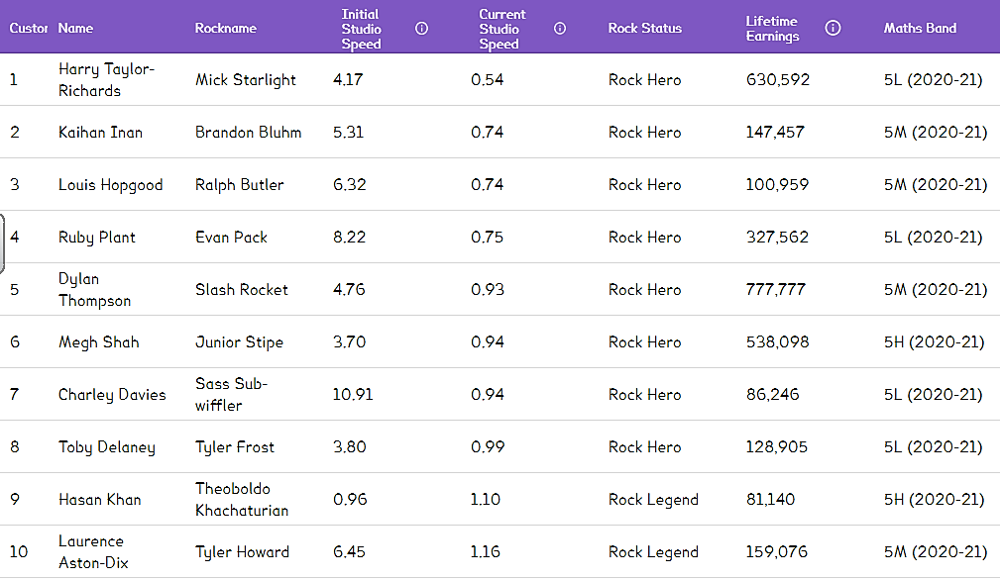 Custor Name Rockname Initial Studio Speed Current Studio Speed Rock Status Lifetime Earnings Maths Band
1 Harry Taylor-Richards Mick Starlight 4.17 0.54 Rock Hero 630,592 5L (2020-21)
2 Kaihan Inan Brandon Bluhm 5.31 0.74 Rock Hero 147,457 5M (2020-21)
3 Louis Hopgood Ralph Butler 6.32 0.74 Rock Hero 100,959 5M (2020-21)
4 Ruby Plant Evan Pack 8.22 0.75 Rock Hero 327,562 5L (2020-21)
5 Dylan Thompson Slash Rocket 4.76 0.93 Rock Hero 777,777 5M (2020-21)
6 Megh Shah Junior Stipe 3.70 0.94 Rock Hero 538,098 5H (2020-21)
7 Charley Davies Sass Sub-wiffler 10.91 0.94 Rock Hero 86,246 5L (2020-21)
8 Toby Delaney Tyler Frost 3.80 0.99 Rock Hero 128,905 5L (2020-21)
9 Hasan Khan Theoboldo Khachaturian 0.96 1.10 Rock Legend 81,140 5H (2020-21)
10 Laurence Aston-Dix Tyler Howard 6.45 1.16 Rock Legend 159,076 5M (2020-21)